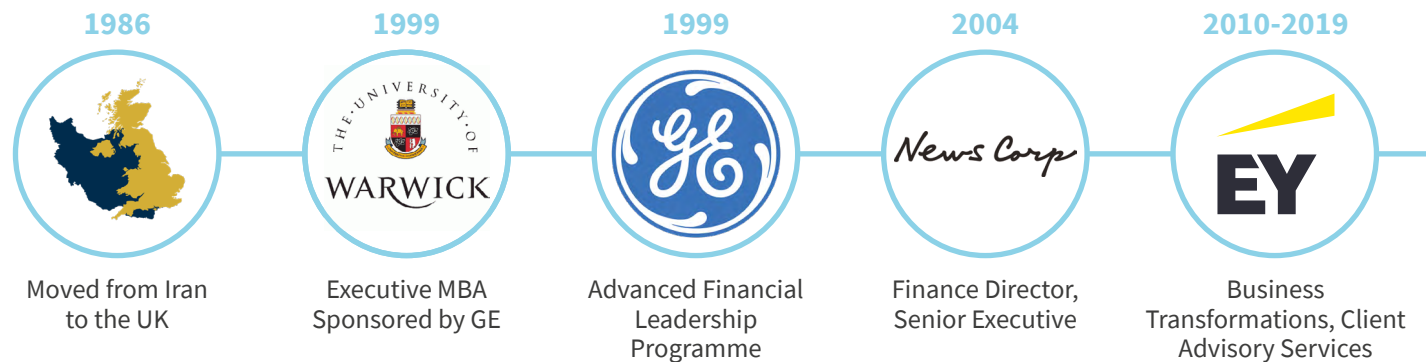 1986
1999
1999
2004
2010-2019
THE·UNIVERSITY·OF
WARWICK
GE
News Corp
EY
Moved from Iran
to the UK
Executive MBA
Sponsored by GE
Advanced Financial
Leadership
Programme
Finance Director,
Senior Executive
Business
Transformations, Client
Advisory Services